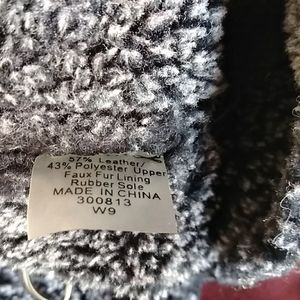 57% Leather/
43% Polyester Upper
Faux Fur Lining
Rubber Sole
MADE IN CHINA
300813
W9